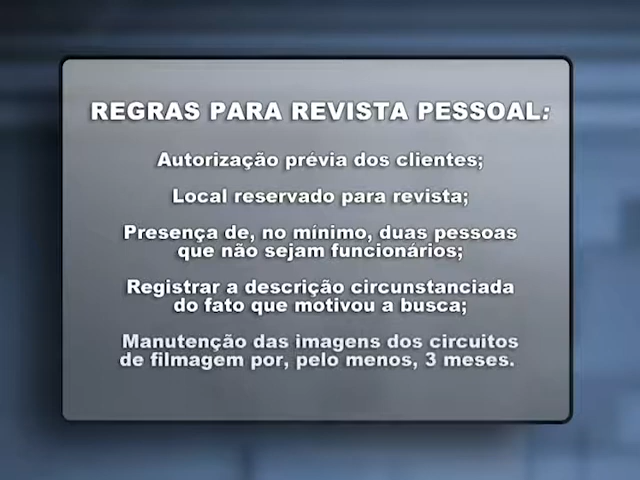 REGRAS PARA REVISTA PESSOAL:
Autorização prévia dos clientes;
Local reservado para revista;
Presença de, no mínimo, duas pessoas
que não sejam funcionários;
Registrar a descrição circunstanciada
do fato que motivou a busca;
Manutenção das imagens dos circuitos
de filmagem por, pelo menos, 3 meses.